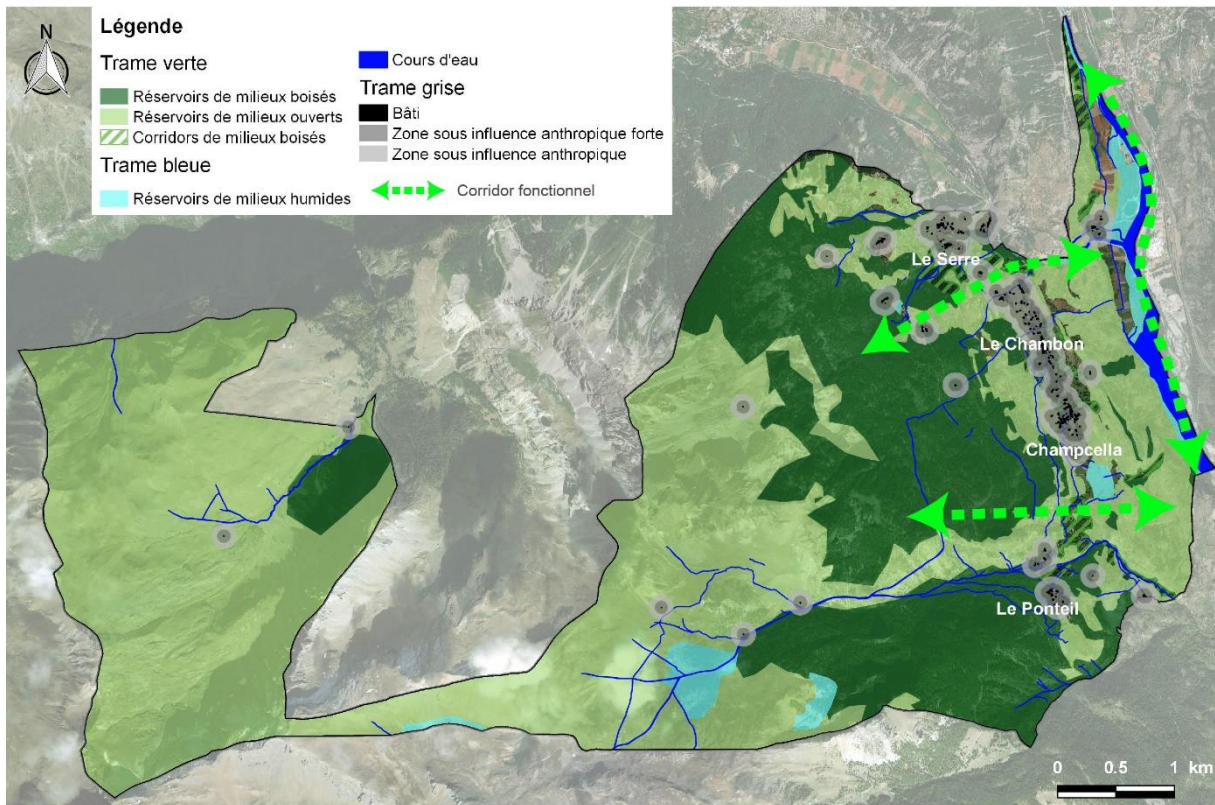 N
Légende
Trame verte
Réservoirs de milieux boisés
Réservoirs de milieux ouverts
Corridors de milieux boisés
Trame bleue
Réservoirs de milieux humides
Cours d'eau
Trame grise
Bâti
Zone sous influence anthropique forte
Zone sous influence anthropique
Corridor fonctionnel
Le Serre
Le Chambon
Champcella
Le Ponteil
0 0.5 1 km